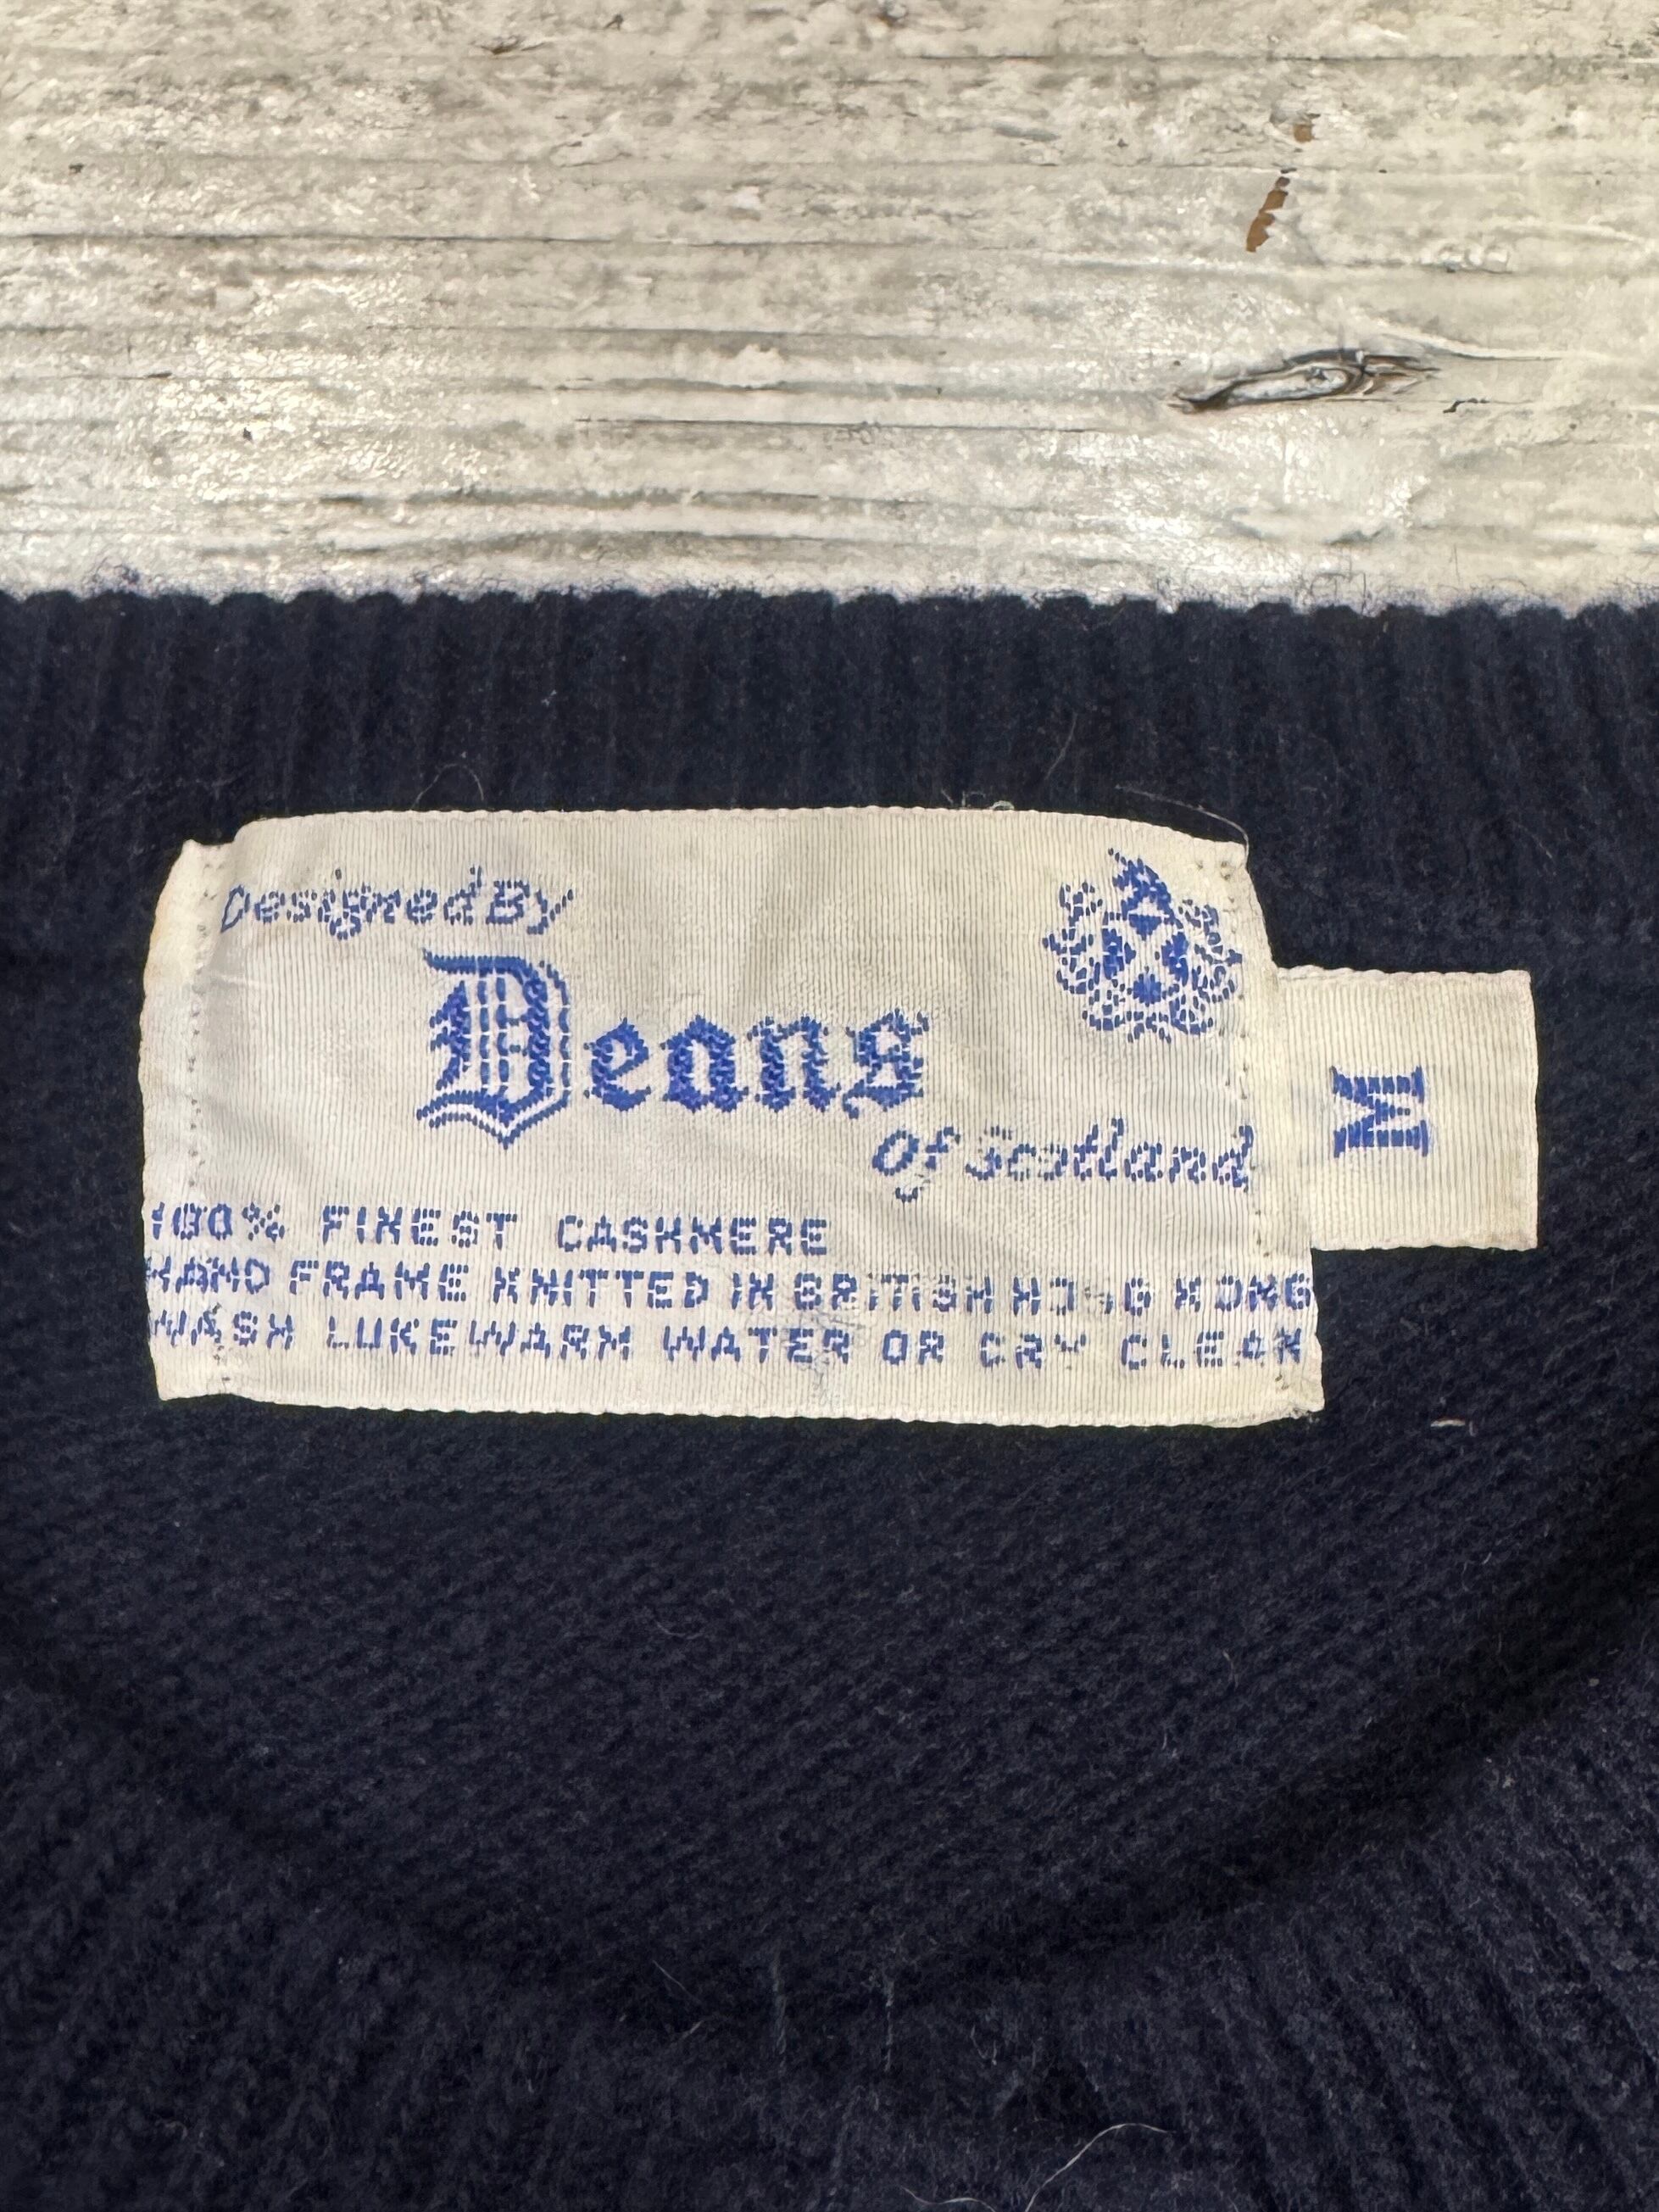 Designed By
Deans
of Scotland
M
100% FINEST CASHMERE
HAND FRAME KNITTED IN BRITISH HONG KONG
WASH LUKEWARM WATER OR DRY CLEAN